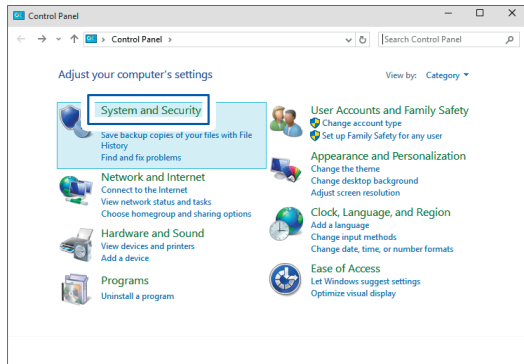 Control Panel
Control Panel
Search Control Panel
Adjust your computer's settings
View by: Category
System and Security
Save backup copies of your files with File
History
Find and fix problems
Network and Internet
Connect to the Internet
View network status and tasks
Choose homegroup and sharing options
Hardware and Sound
View devices and printers
Add a device
Programs
Uninstall a program
User Accounts and Family Safety
Change account type
Set up Family Safety for any user
Appearance and Personalization
Change the theme
Change desktop background
Adjust screen resolution
Clock, Language, and Region
Add a language
Change input methods
Change date, time, or number formats
Ease of Access
Let Windows suggest settings
Optimize visual display